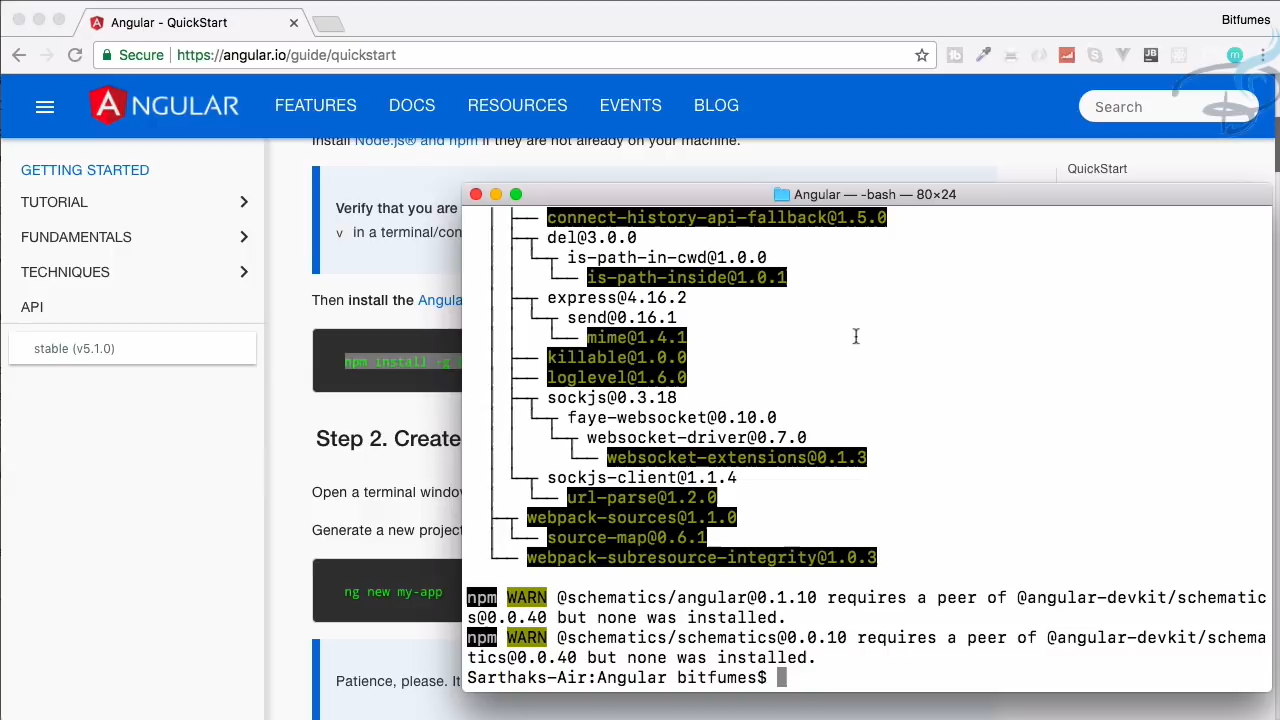 Angular - QuickStart
Bitfumes
Secure
https://angular.io/guide/quickstart
ANGULAR
FEATURES
DOCS
RESOURCES
EVENTS
BLOG
Search
GETTING STARTED
TUTORIAL
FUNDAMENTALS
TECHNIQUES
API
stable (v5.1.0)
Install Node.js® and npm if they are not already on your machine.
Verify that you are
v in a terminal/con
Then install the Angula
npm install -g
Step 2. Create
Open a terminal window
Generate a new project
ng new my-app
Patience, please. It
QuickStart
Angular — -bash — 80×24
connect-history-api-fallback@1.5.0
del@3.0.0
is-path-in-cwd@1.0.0
is-path-inside@1.0.1
express@4.16.2
send@0.16.1
mime@1.4.1
killable@1.0.0
loglevel@1.6.0
sockjs@0.3.18
faye-websocket@0.10.0
websocket-driver@0.7.0
websocket-extensions@0.1.3
sockjs-client@1.1.4
url-parse@1.2.0
webpack-sources@1.1.0
source-map@0.6.1
webpack-subresource-integrity@1.0.3
npm WARN @schematics/angular@0.1.10 requires a peer of @angular-devkit/schematic
s@0.0.40 but none was installed.
npm WARN @schematics/schematics@0.0.10 requires a peer of @angular-devkit/schema
tics@0.0.40 but none was installed.
Sarthaks-Air:Angular bitfumes$